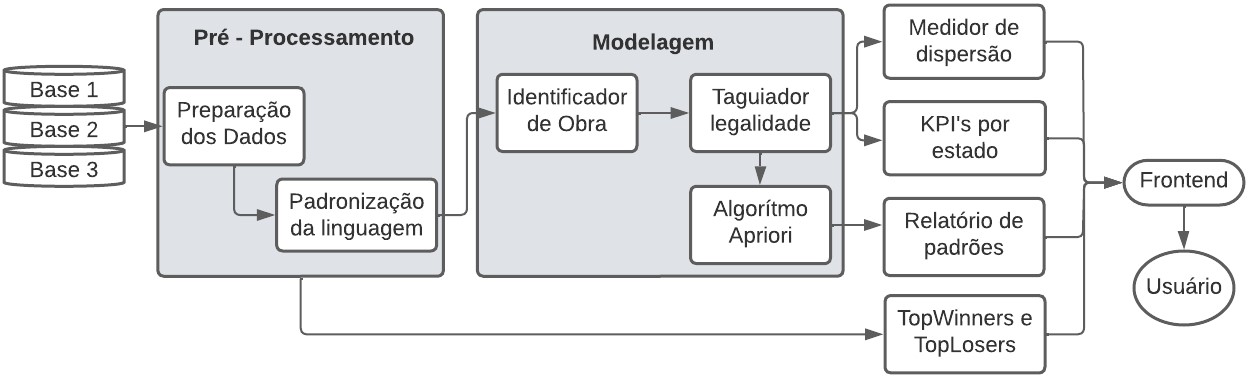 Base 1
Base 2
Base 3
Pré - Processamento
Preparação
dos Dados
Padronização
da linguagem
Modelagem
Identificador
de Obra
Taguiador
legalidade
Algorítmo
Apriori
Medidor de
dispersão
KPI's por
estado
Relatório de
padrões
TopWinners e
TopLosers
Frontend
Usuário